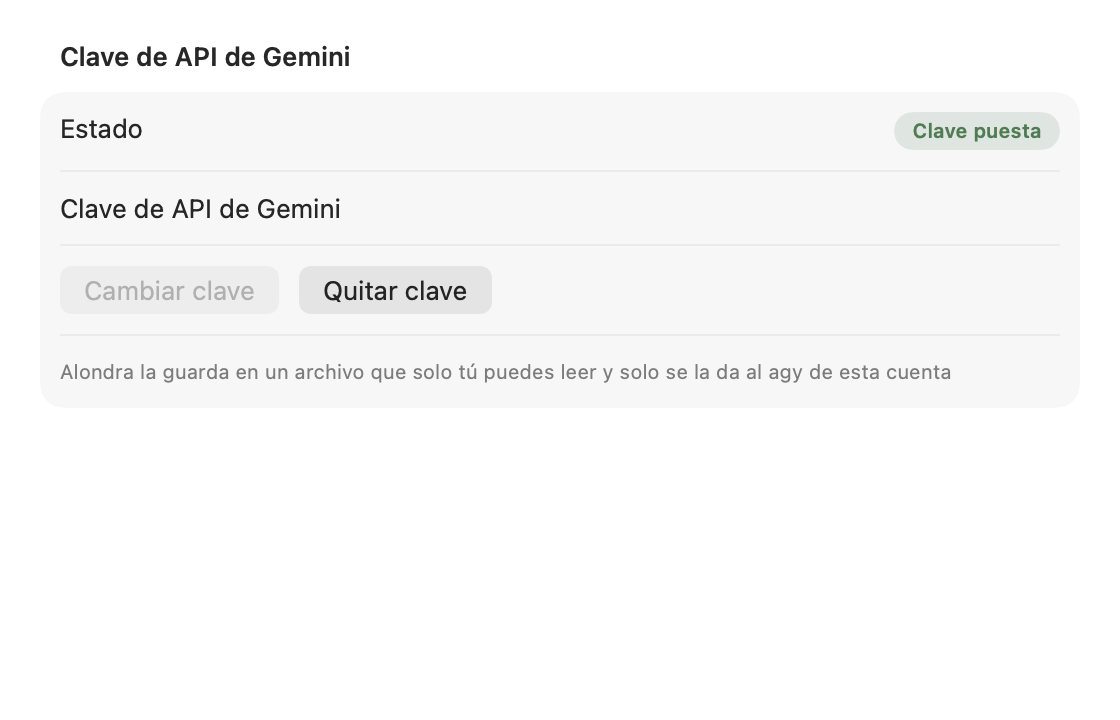 Clave de API de Gemini
Estado
Clave puesta
Clave de API de Gemini
Cambiar clave
Quitar clave
Alondra la guarda en un archivo que solo tú puedes leer y solo se la da al agy de esta cuenta